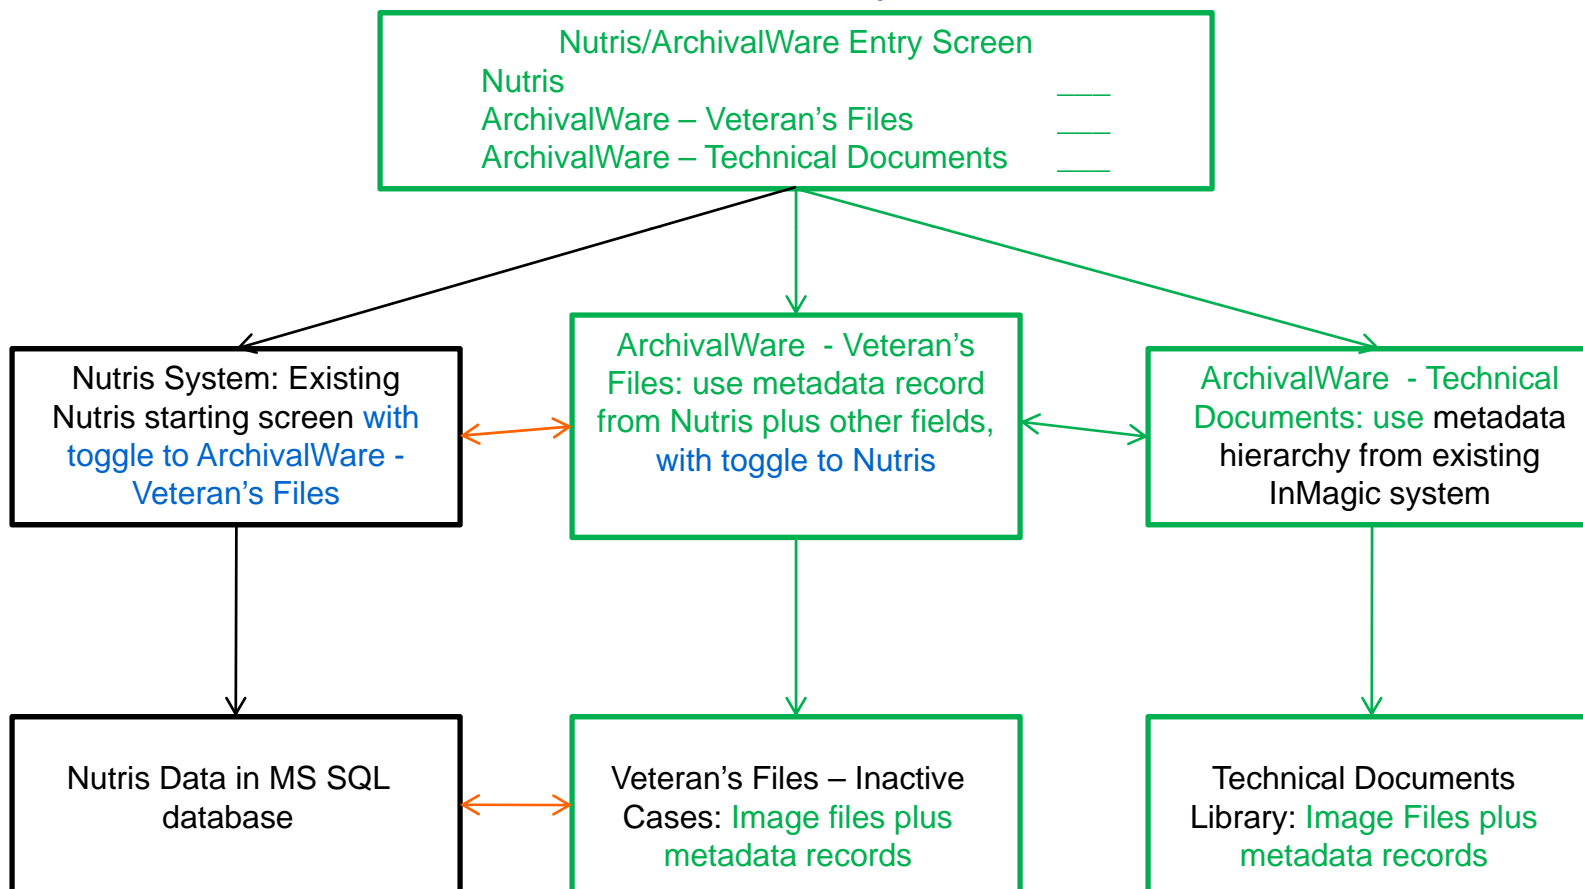 Nutris/ArchivalWare Entry Screen
Nutris ___
ArchivalWare – Veteran’s Files ___
ArchivalWare – Technical Documents ___
Nutris System: Existing
Nutris starting screen with
toggle to ArchivalWare -
Veteran’s Files
ArchivalWare  - Veteran’s
Files: use metadata record
from Nutris plus other fields,
with toggle to Nutris
ArchivalWare  - Technical
Documents: use metadata
hierarchy from existing
InMagic system
Nutris Data in MS SQL
database
Veteran’s Files – Inactive
Cases: Image files plus
metadata records
Technical Documents
Library: Image Files plus
metadata records